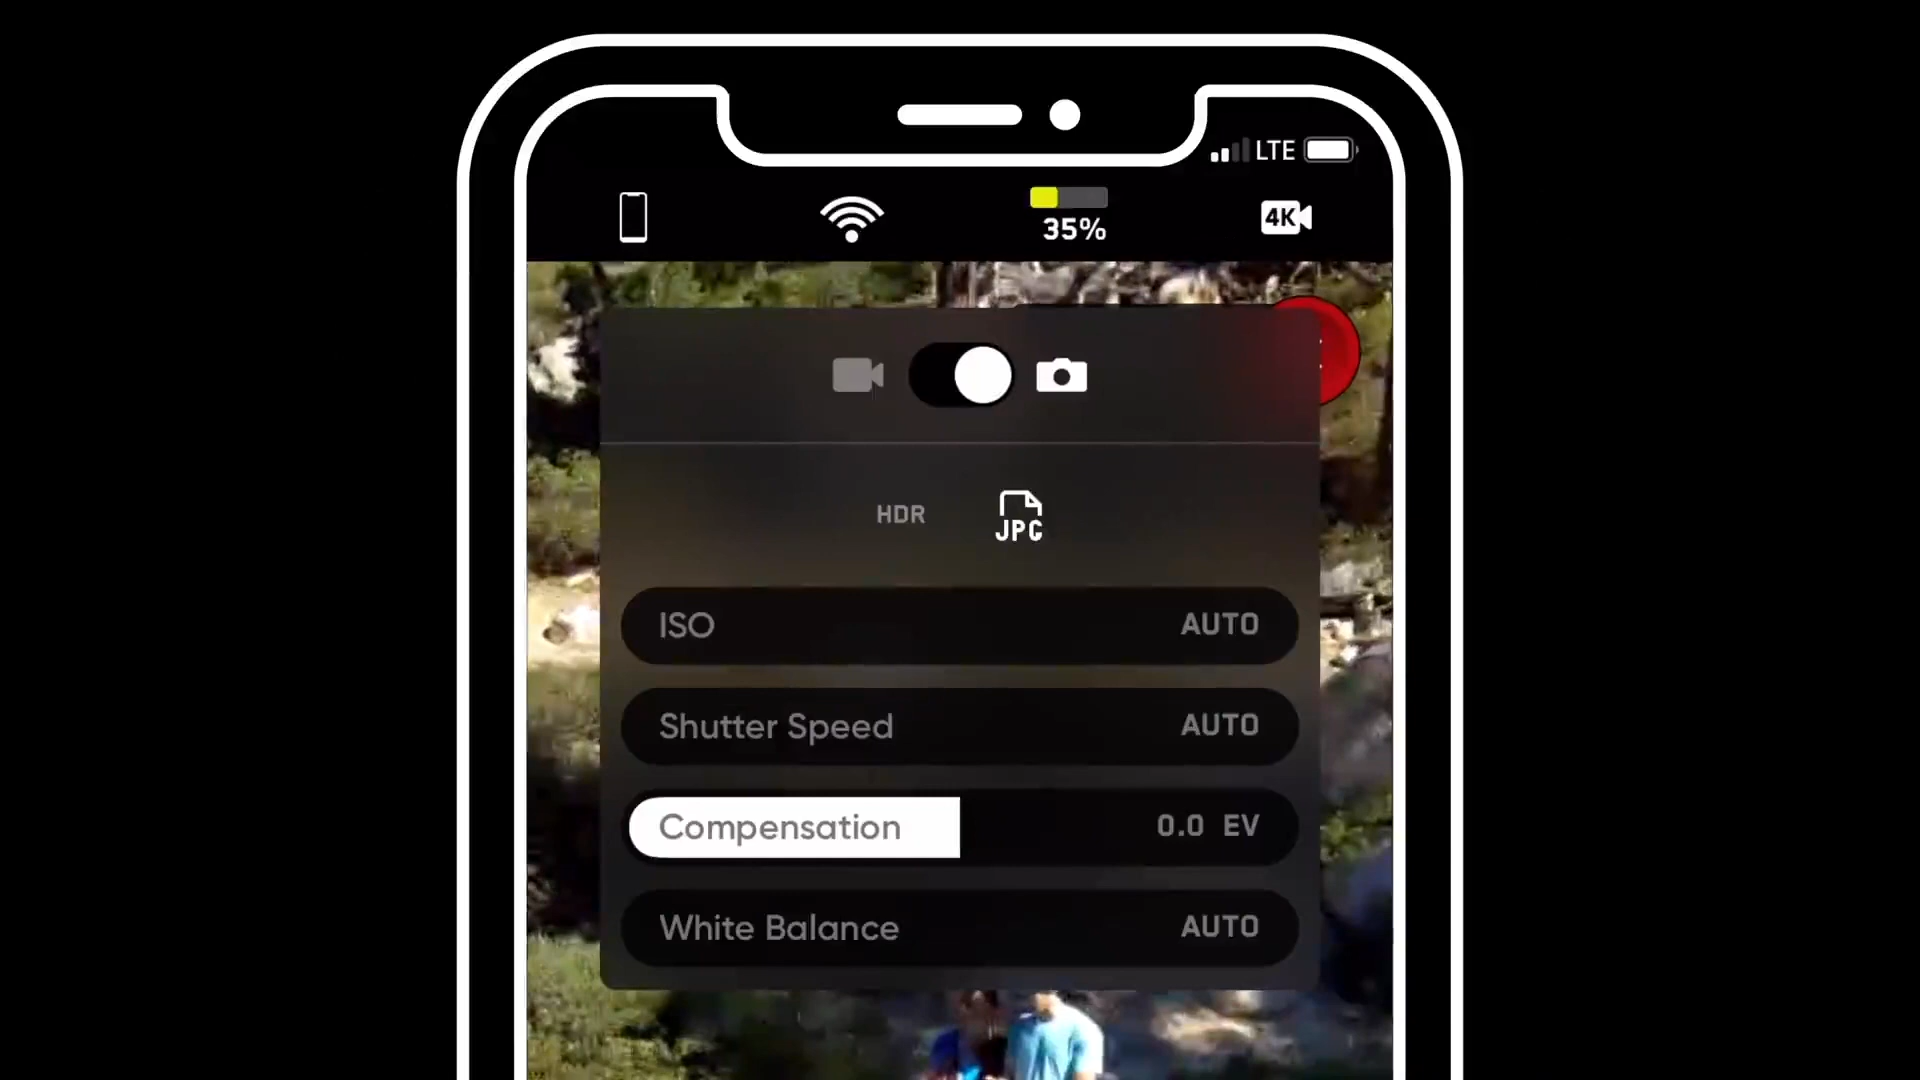 LTE
35%
4K
HDR
JPG
ISO AUTO
Shutter Speed AUTO
Compensation 0.0 EV
White Balance AUTO